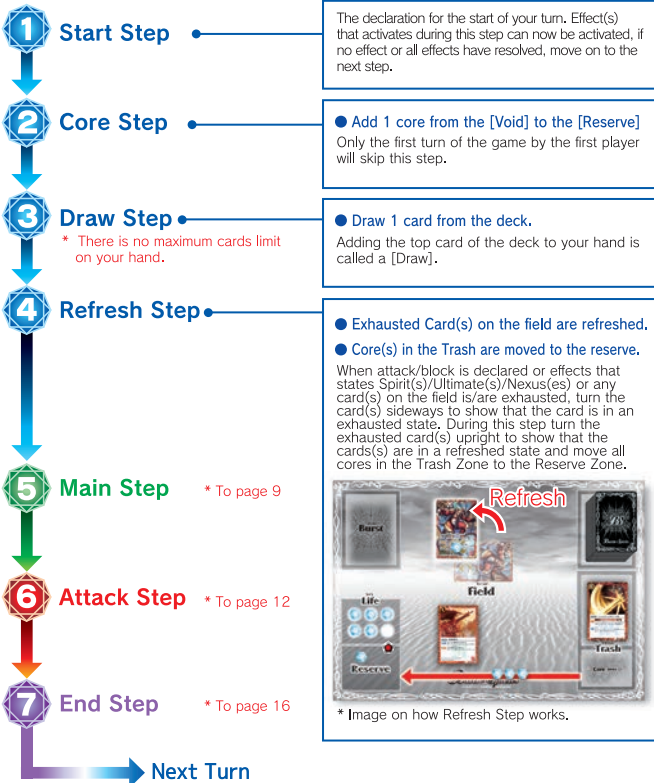 1
Start Step
The declaration for the start of your turn. Effect(s)
that activates during this step can now be activated, if
no effect or all effects have resolved, move on to the
next step.
2
Core Step
● Add 1 core from the [Void] to the [Reserve]
Only the first turn of the game by the first player
will skip this step.
3
Draw Step
* There is no maximum cards limit
on your hand.
● Draw 1 card from the deck.
Adding the top card of the deck to your hand is
called a [Draw].
4
Refresh Step
● Exhausted Card(s) on the field are refreshed.
● Core(s) in the Trash are moved to the reserve.
When attack/block is declared or effects that
states Spirit(s)/Ultimate(s)/Nexus(es) or any
card(s) on the field is/are exhausted, turn the
card(s) sideways to show that the card is in an
exhausted state. During this step turn the
exhausted card(s) upright to show that the
cards(s) are in a refreshed state and move all
cores in the Trash Zone to the Reserve Zone.
Refresh
Burst
Field
Life
Trash
Reserve
* Image on how Refresh Step works.
5
Main Step
* To page 9
6
Attack Step
* To page 12
7
End Step
* To page 16
Next Turn